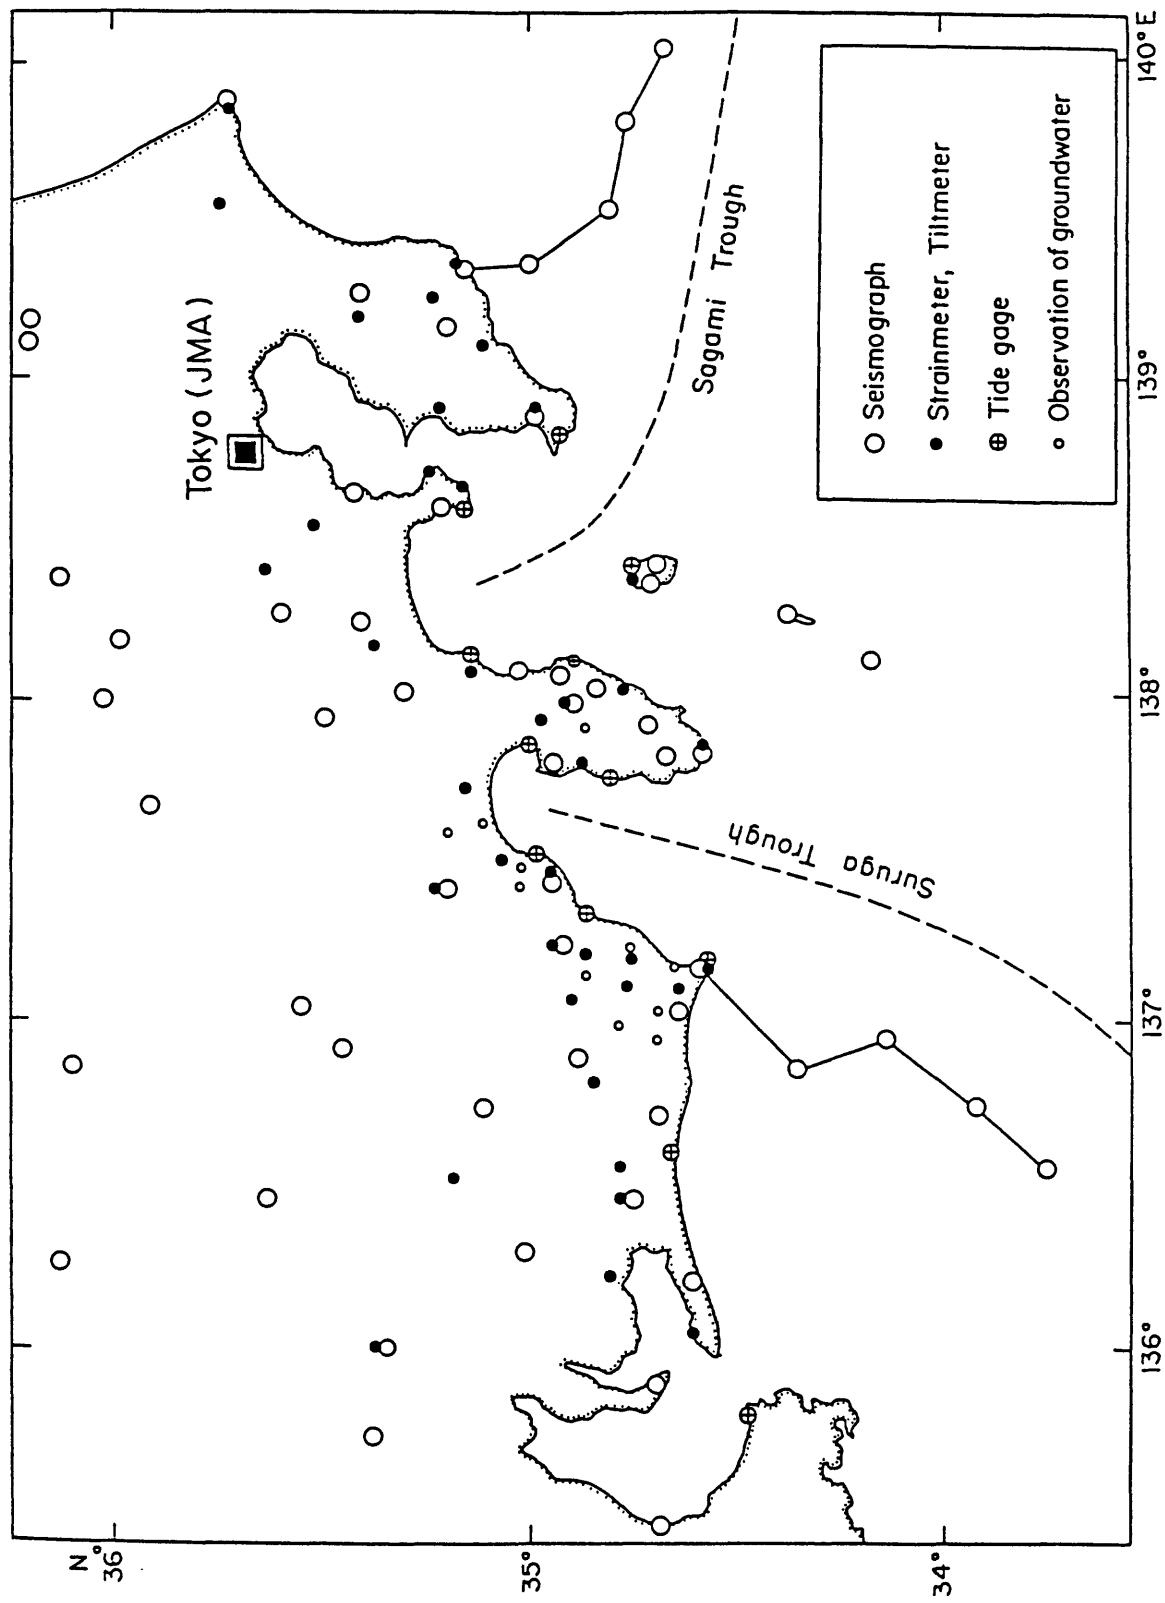 Tokyo (JMA)
Sagami Trough
Suruga Trough
Seismograph
Strainmeter, Tiltmeter
Tide gage
Observation of groundwater
N°
36
35°
34°
136°
137°
138°
139°
140°E